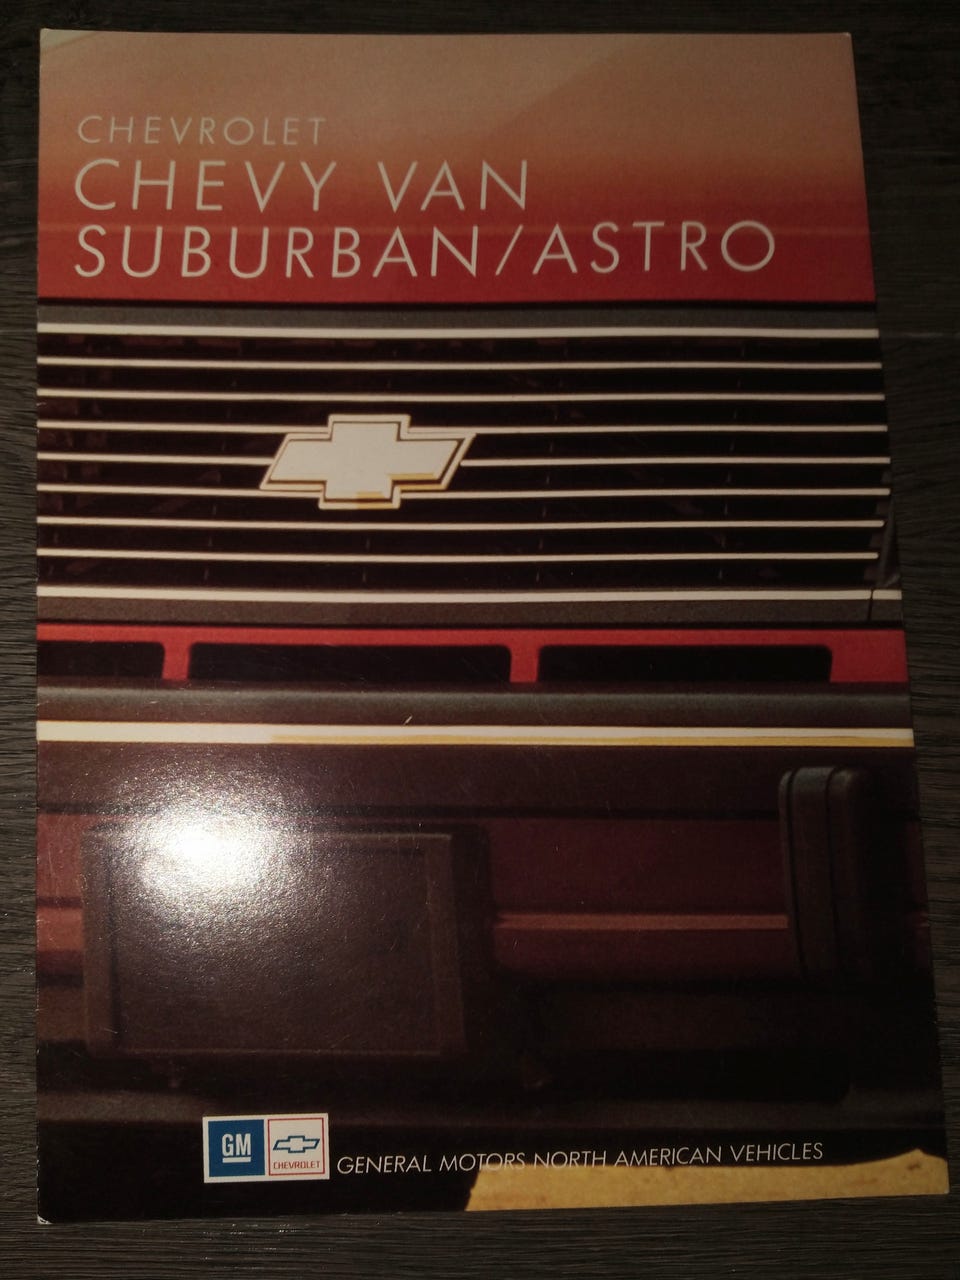 CHEVROLET
CHEVY VAN
SUBURBAN/ASTRO
GM
CHEVROLET
GENERAL MOTORS NORTH AMERICAN VEHICLES